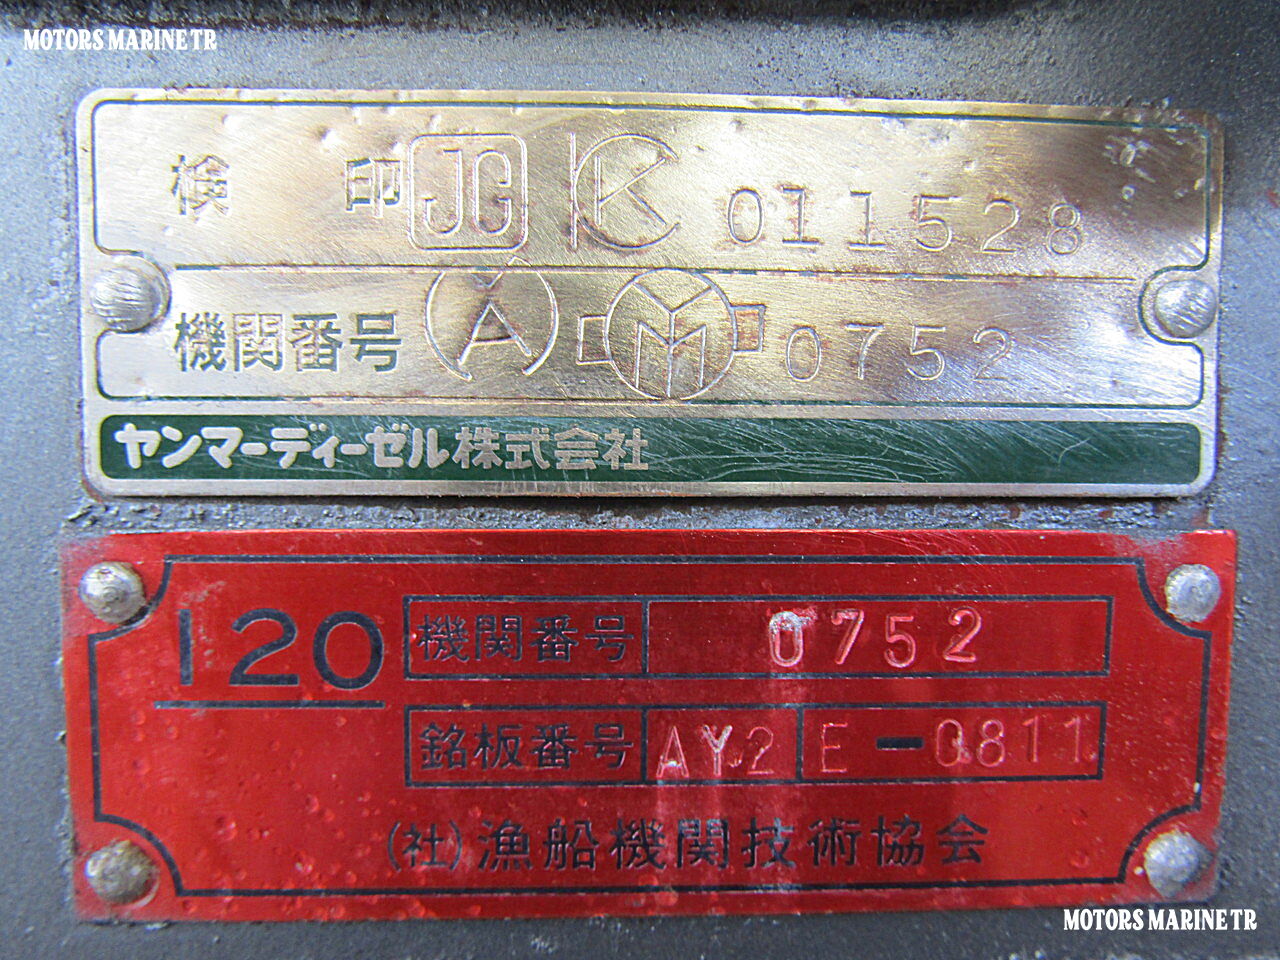 MOTORS MARINE TR
検 印 JG K 011528
機関番号 (A) YM 0752
ヤンマーディーゼル株式会社
120 機関番号 0752
銘板番号 AY2 E-0811
(社)漁船機関技術協会
MOTORS MARINE TR